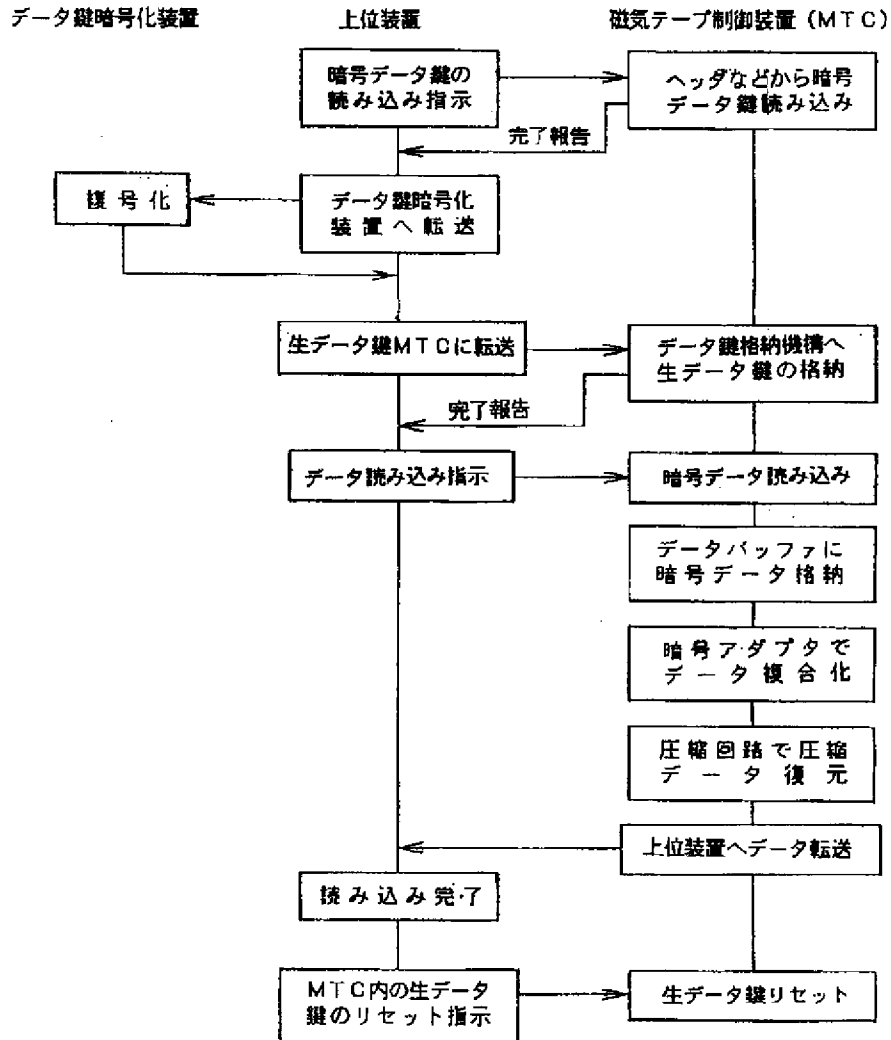 データ鍵暗号化装置
上位装置
磁気テープ制御装置(MTC)
暗号データ鍵の
読み込み指示
ヘッダなどから暗号
データ鍵読み込み
完了報告
復号化
データ鍵暗号化
装置へ転送
生データ鍵MTCに転送
データ鍵格納機構へ
生データ鍵の格納
完了報告
データ読み込み指示
暗号データ読み込み
データバッファに
暗号データ格納
暗号アダプタで
データ複合化
圧縮回路で圧縮
データ復元
上位装置へデータ転送
読み込み完了
MTC内の生データ
鍵のリセット指示
生データ鍵リセット